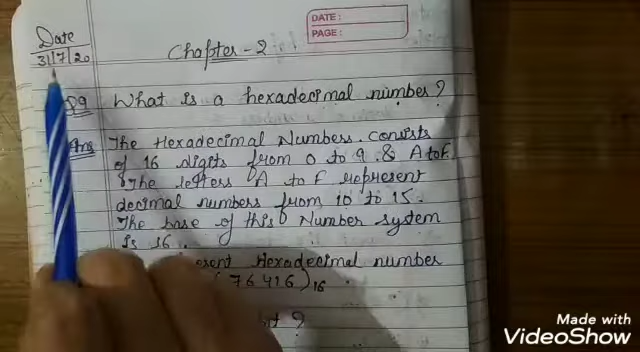 Date
31/7/20
DATE:
PAGE:
Chapter - 2
Q9 What is a hexadecimal number?
Ans The Hexadecimal Numbers. consists
of 16 digits from 0 to 9 & A to F.
The letters A to F represent
decimal numbers from 10 to 15.
The base of this Number system
is 16.
Hexadecimal number
76416)16
?
Made with
VideoShow